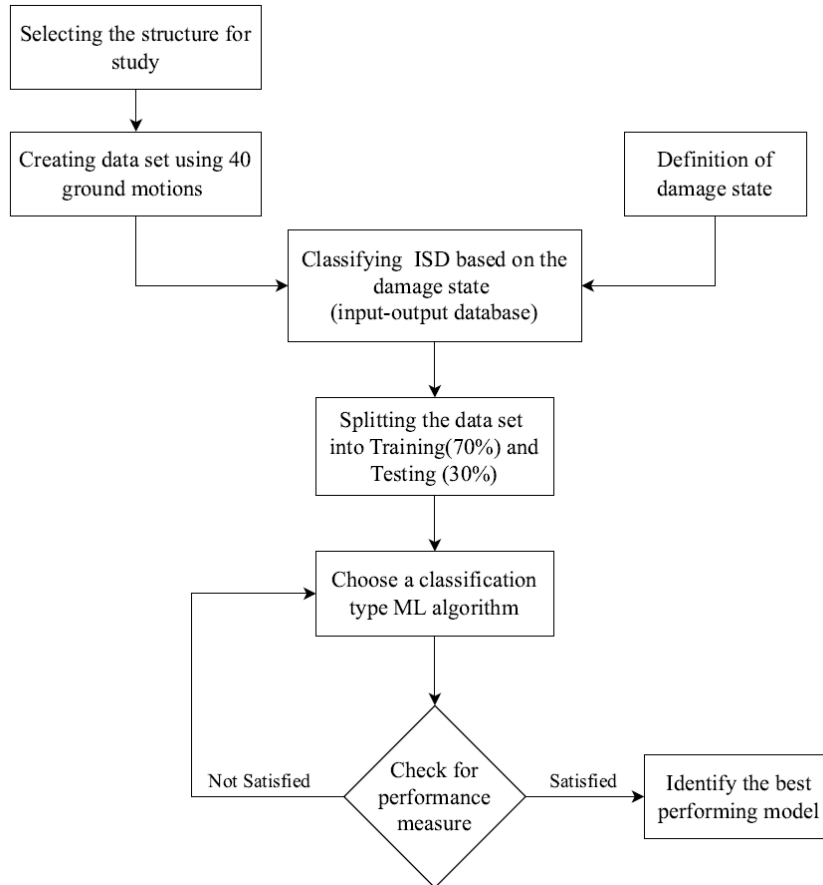 Selecting the structure for
study
Creating data set using 40
ground motions
Definition of
damage state
Classifying ISD based on the
damage state
(input-output database)
Splitting the data set
into Training(70%) and
Testing (30%)
Choose a classification
type ML algorithm
Check for
performance
measure
Not Satisfied
Satisfied
Identify the best
performing model